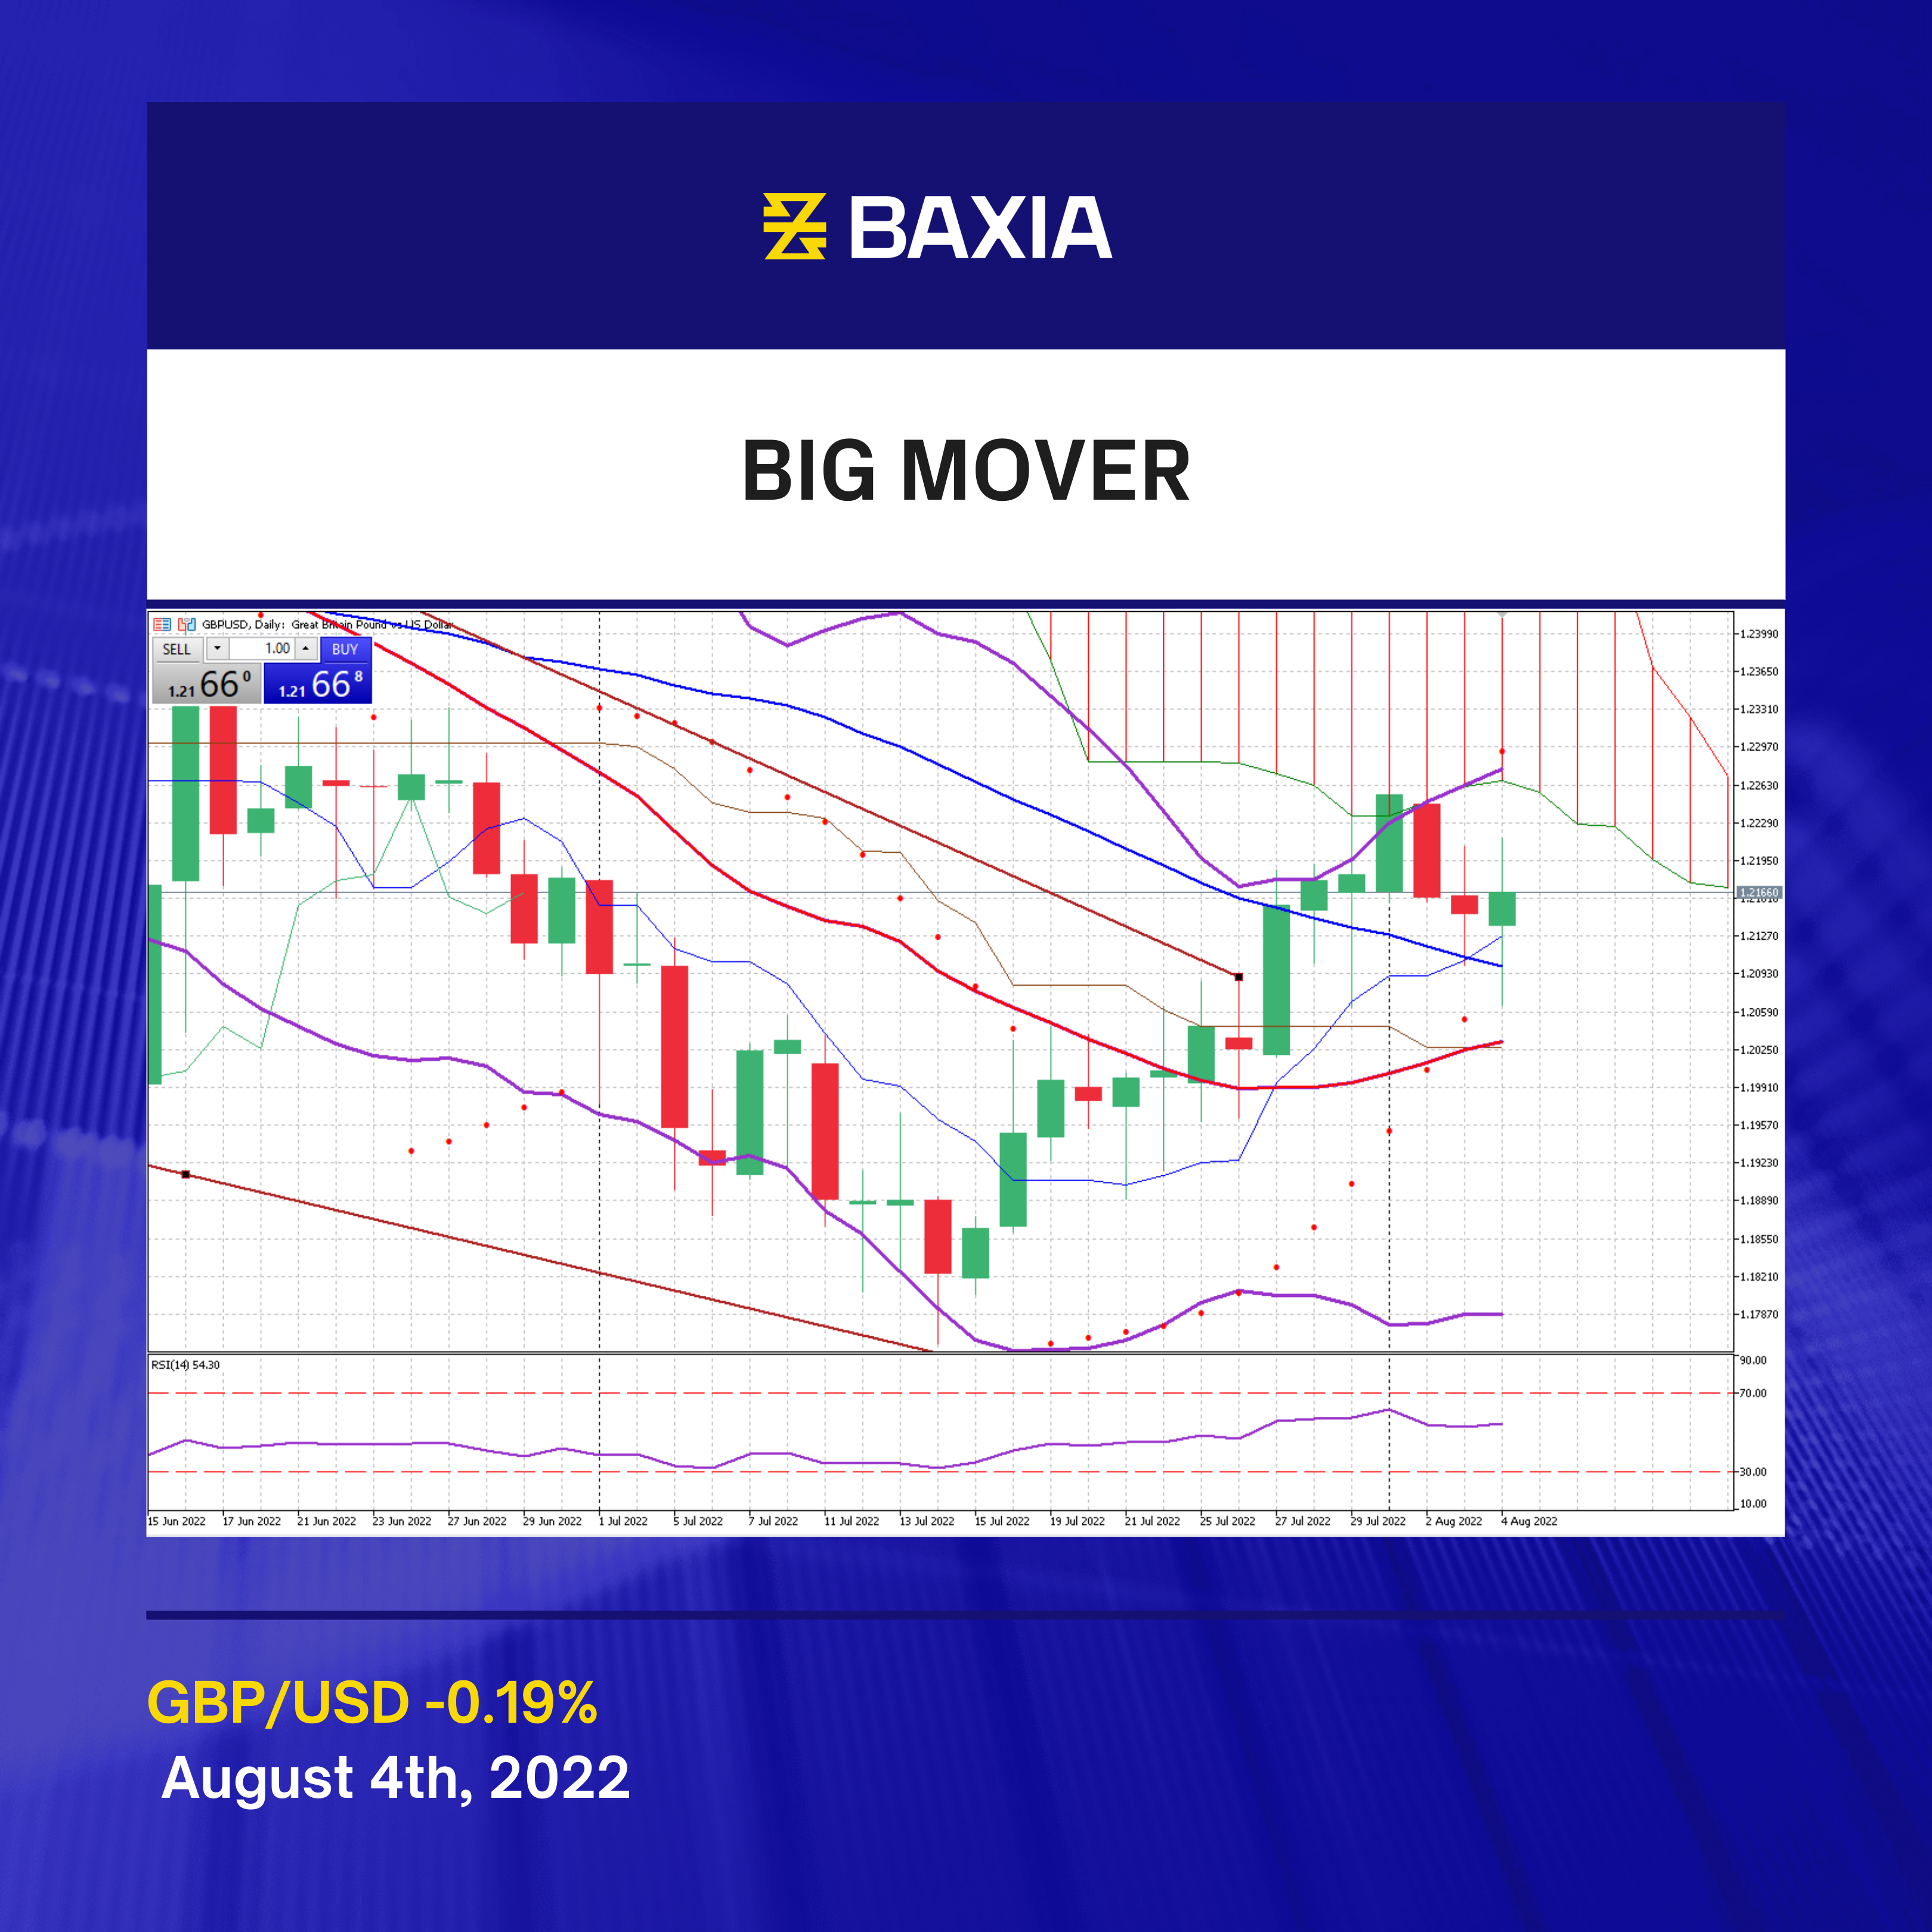 BAXIA
BIG MOVER
GBPUSD, Daily: Great Britain Pound vs US Dollar
SELL 1.00 BUY
1.21 66 0 1.21 66 8
1.23990
1.23650
1.23310
1.22970
1.22630
1.22290
1.21950
1.21660
1.21610
1.21270
1.20930
1.20590
1.20250
1.19910
1.19570
1.19230
1.18890
1.18550
1.18210
1.17870
RSI(14) 54.30
90.00
70.00
30.00
10.00
15 Jun 2022 17 Jun 2022 21 Jun 2022 23 Jun 2022 27 Jun 2022 29 Jun 2022 1 Jul 2022 5 Jul 2022 7 Jul 2022 11 Jul 2022 13 Jul 2022 15 Jul 2022 19 Jul 2022 21 Jul 2022 25 Jul 2022 27 Jul 2022 29 Jul 2022 2 Aug 2022 4 Aug 2022
GBP/USD -0.19%
August 4th, 2022